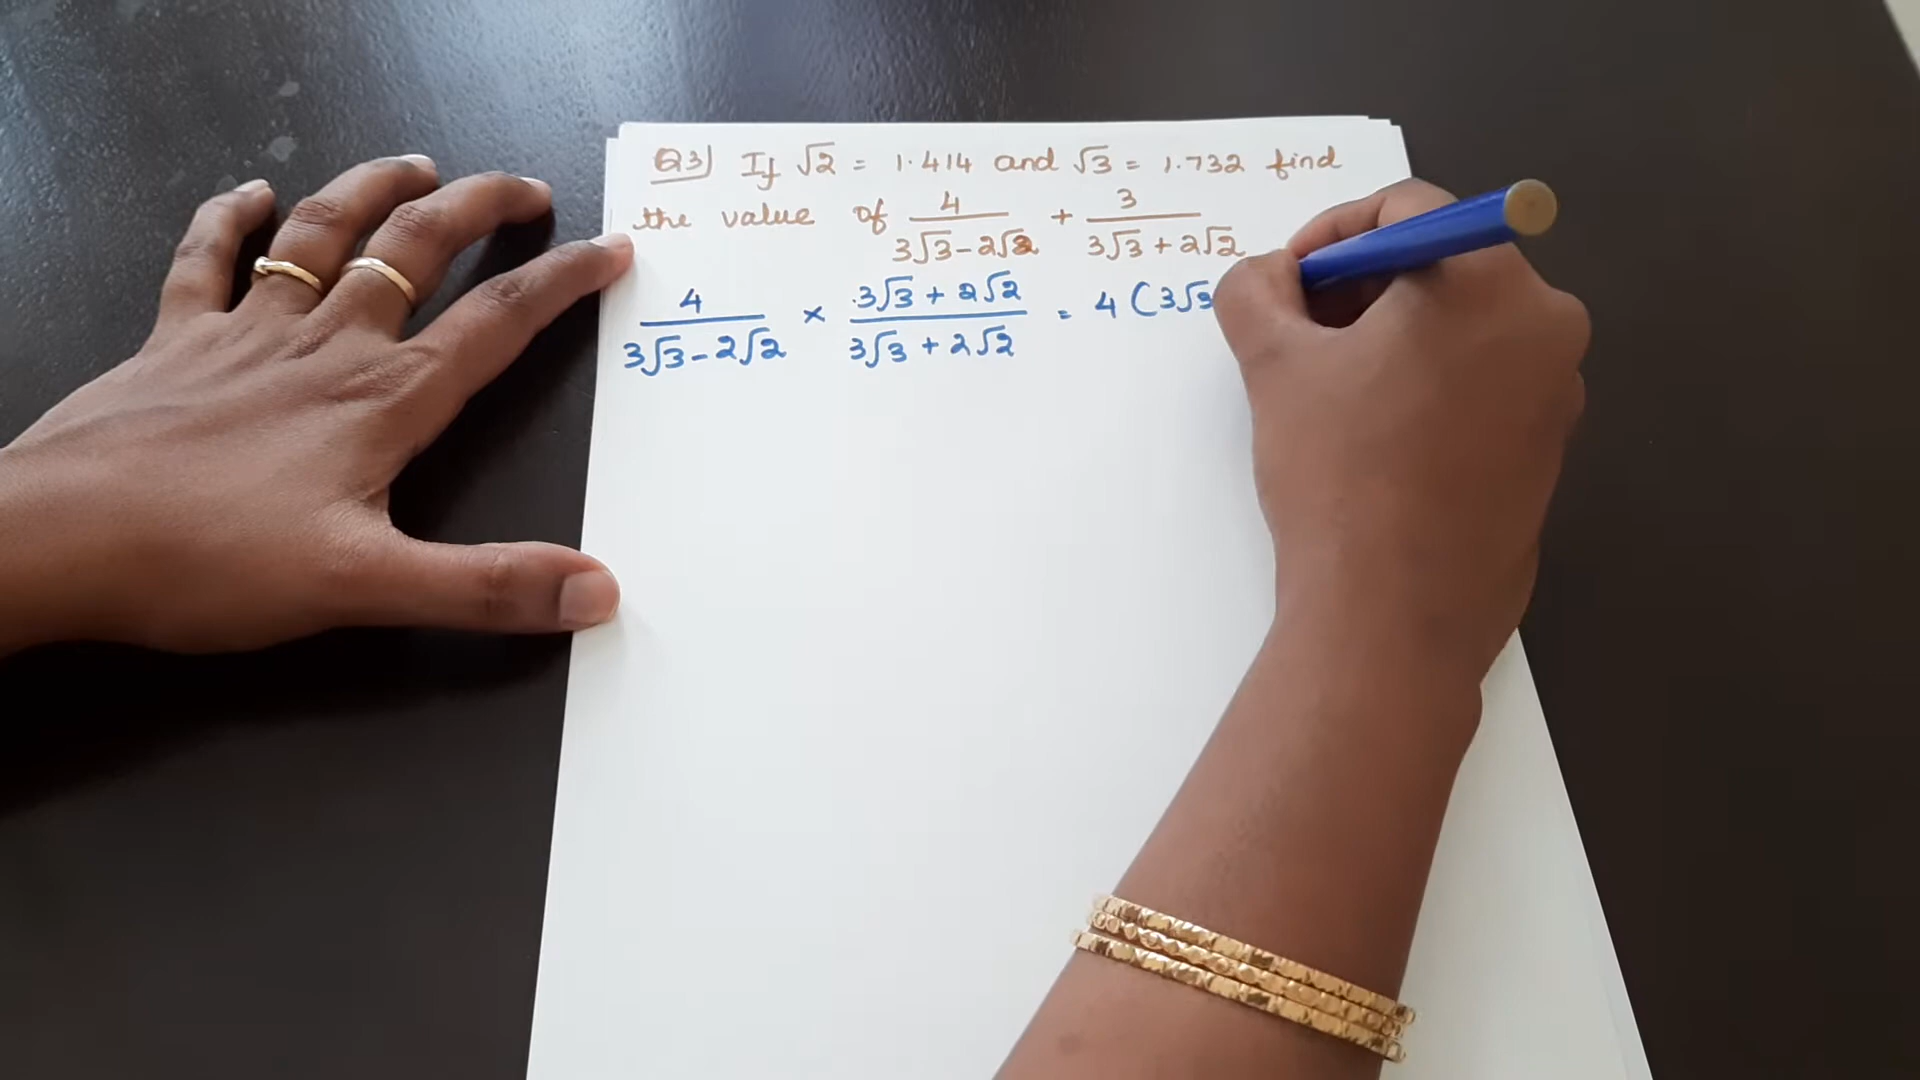 Q3) If √2 = 1.414 and √3 = 1.732 find
the value of 4/(3√3-2√2) + 3/(3√3+2√2)
4/(3√3-2√2) × (3√3+2√2)/(3√3+2√2) = 4(3√3